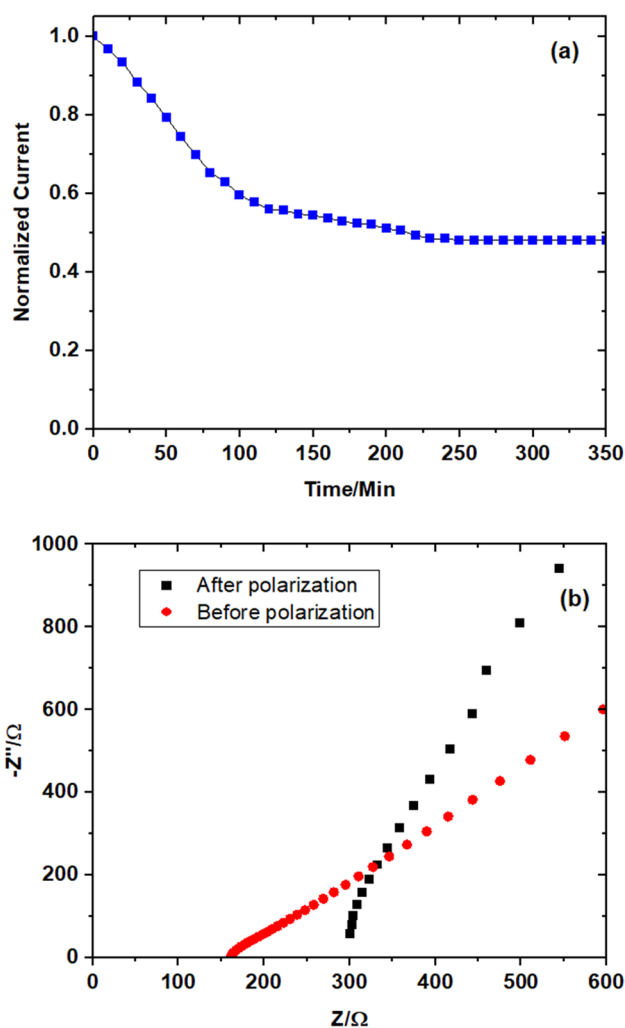 (a)
Normalized Current
1.0
0.8
0.6
0.4
0.2
0.0
0 50 100 150 200 250 300 350
Time/Min
(b)
After polarization
Before polarization
-Z''/Ω
1000
800
600
400
200
0
0 100 200 300 400 500 600
Z/Ω